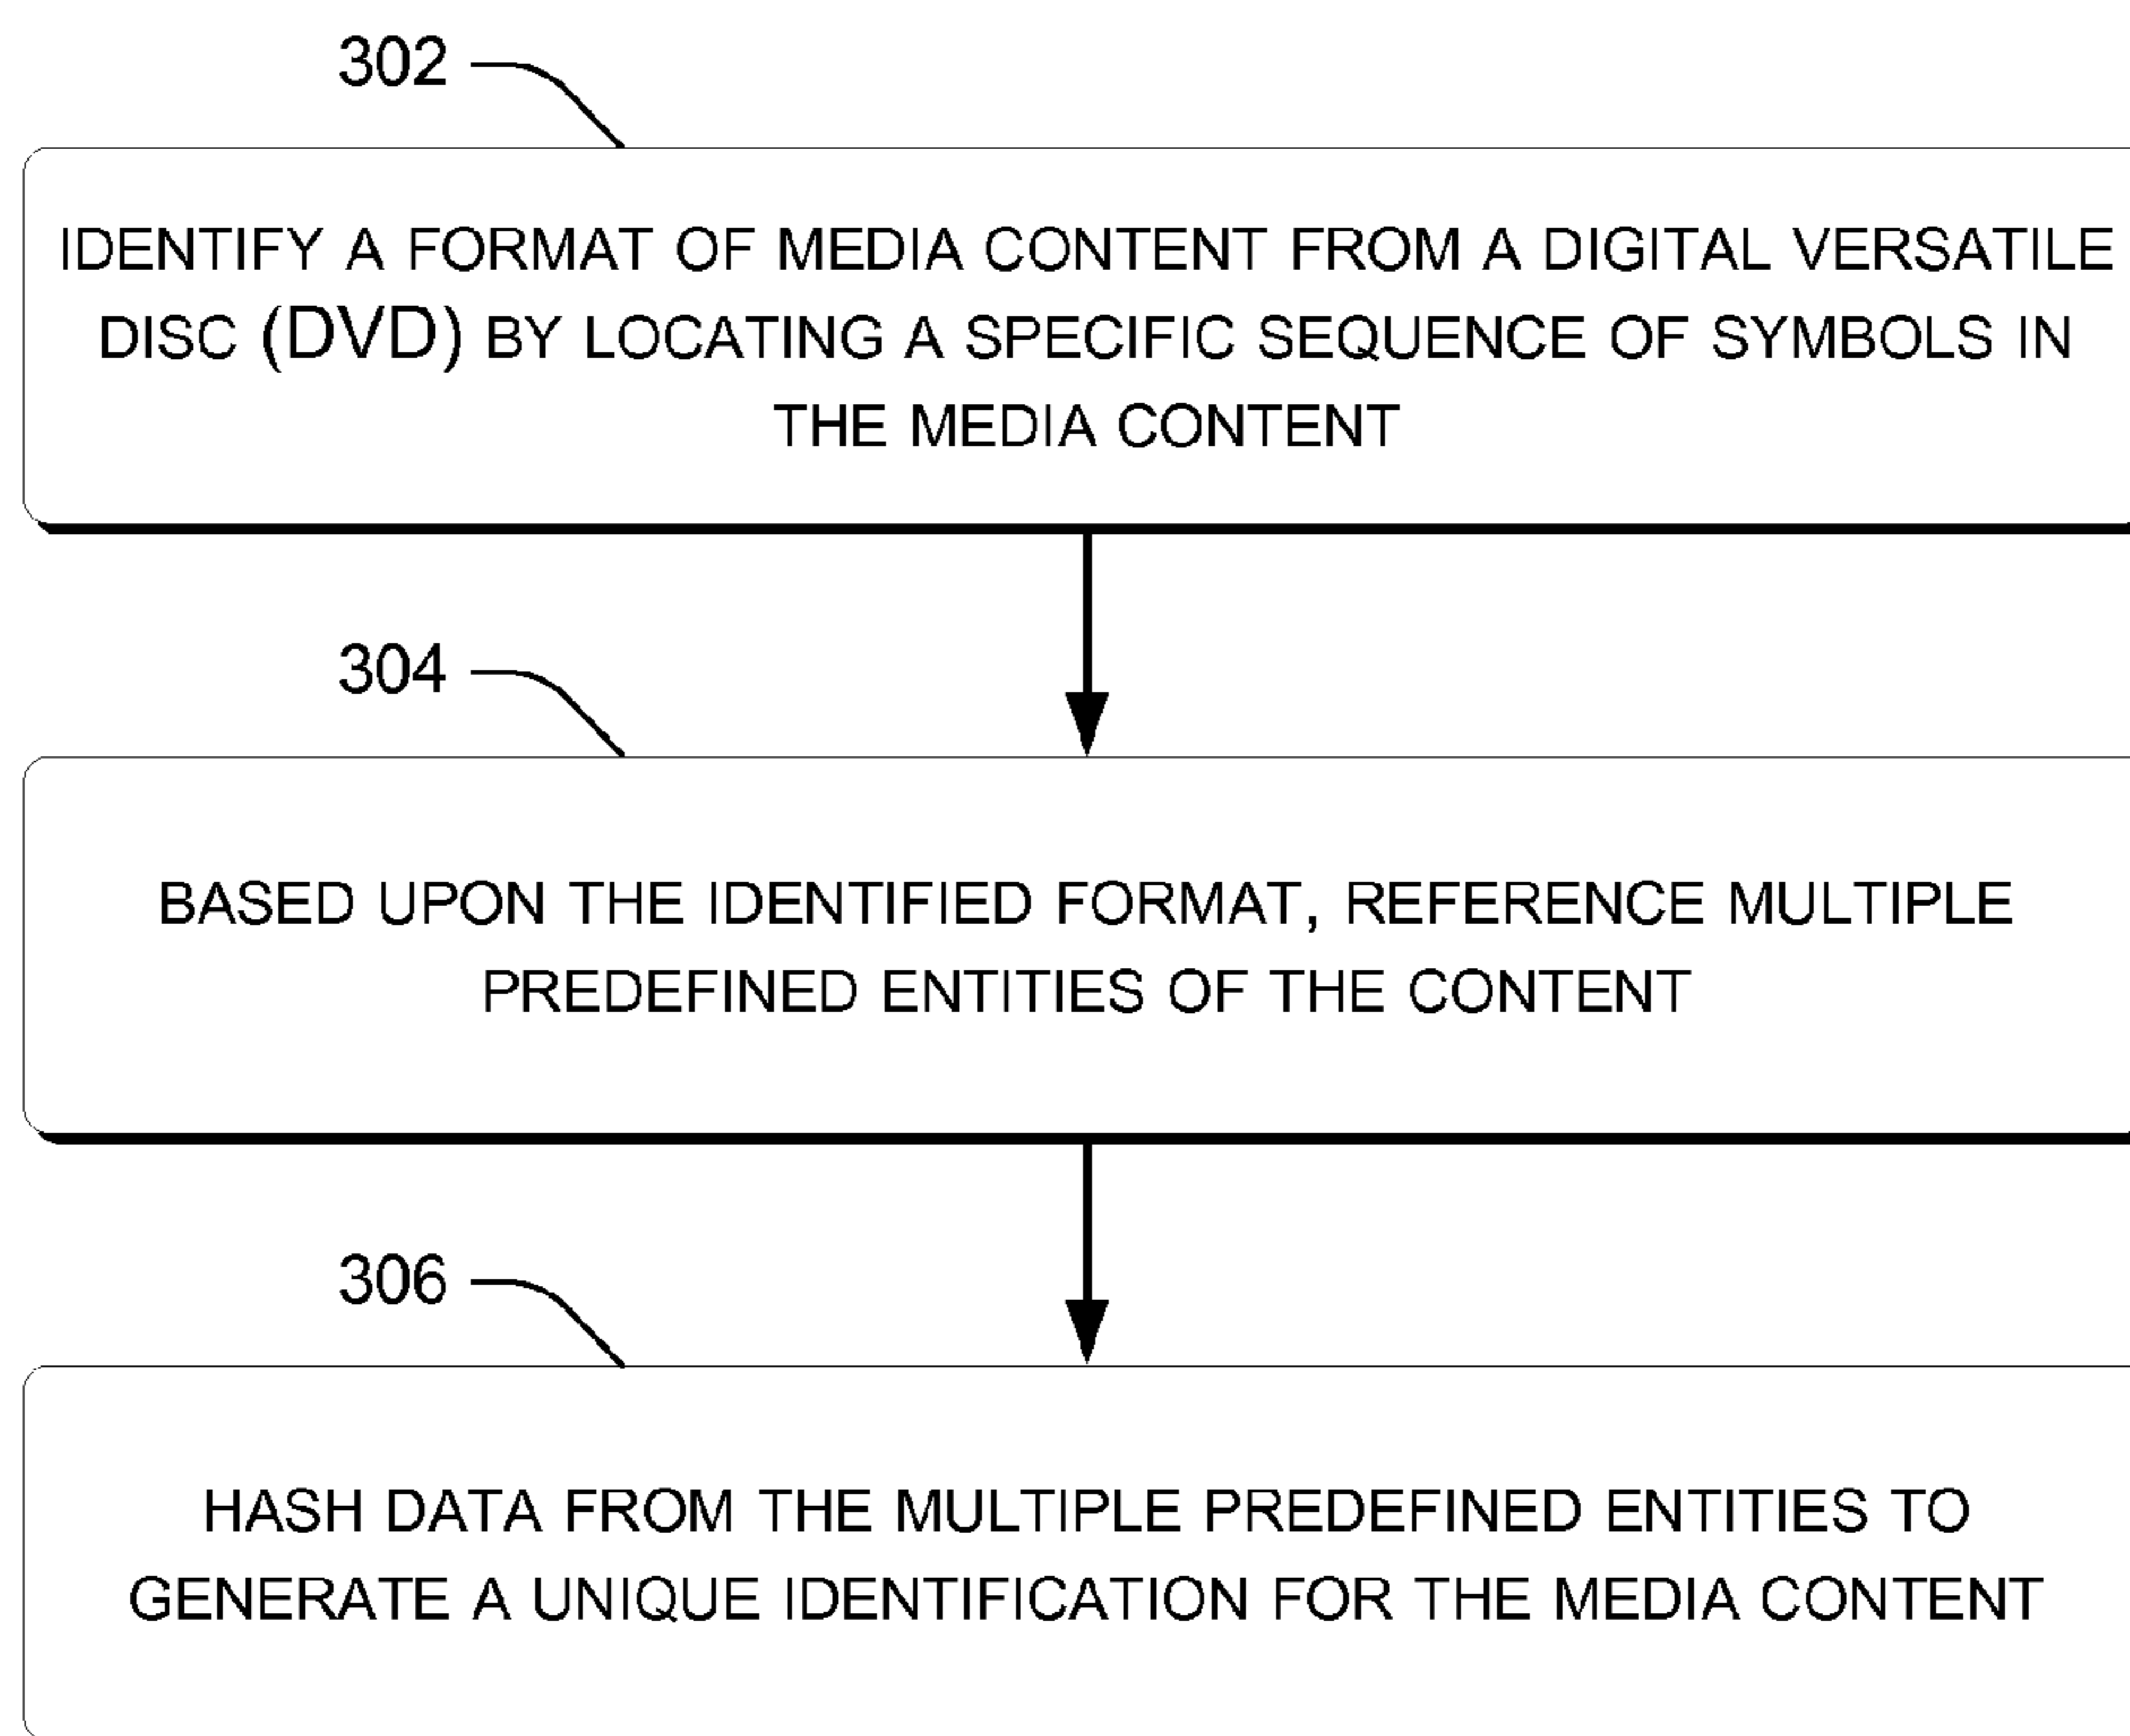 302
IDENTIFY A FORMAT OF MEDIA CONTENT FROM A DIGITAL VERSATILE
DISC (DVD) BY LOCATING A SPECIFIC SEQUENCE OF SYMBOLS IN
THE MEDIA CONTENT
304
BASED UPON THE IDENTIFIED FORMAT, REFERENCE MULTIPLE
PREDEFINED ENTITIES OF THE CONTENT
306
HASH DATA FROM THE MULTIPLE PREDEFINED ENTITIES TO
GENERATE A UNIQUE IDENTIFICATION FOR THE MEDIA CONTENT